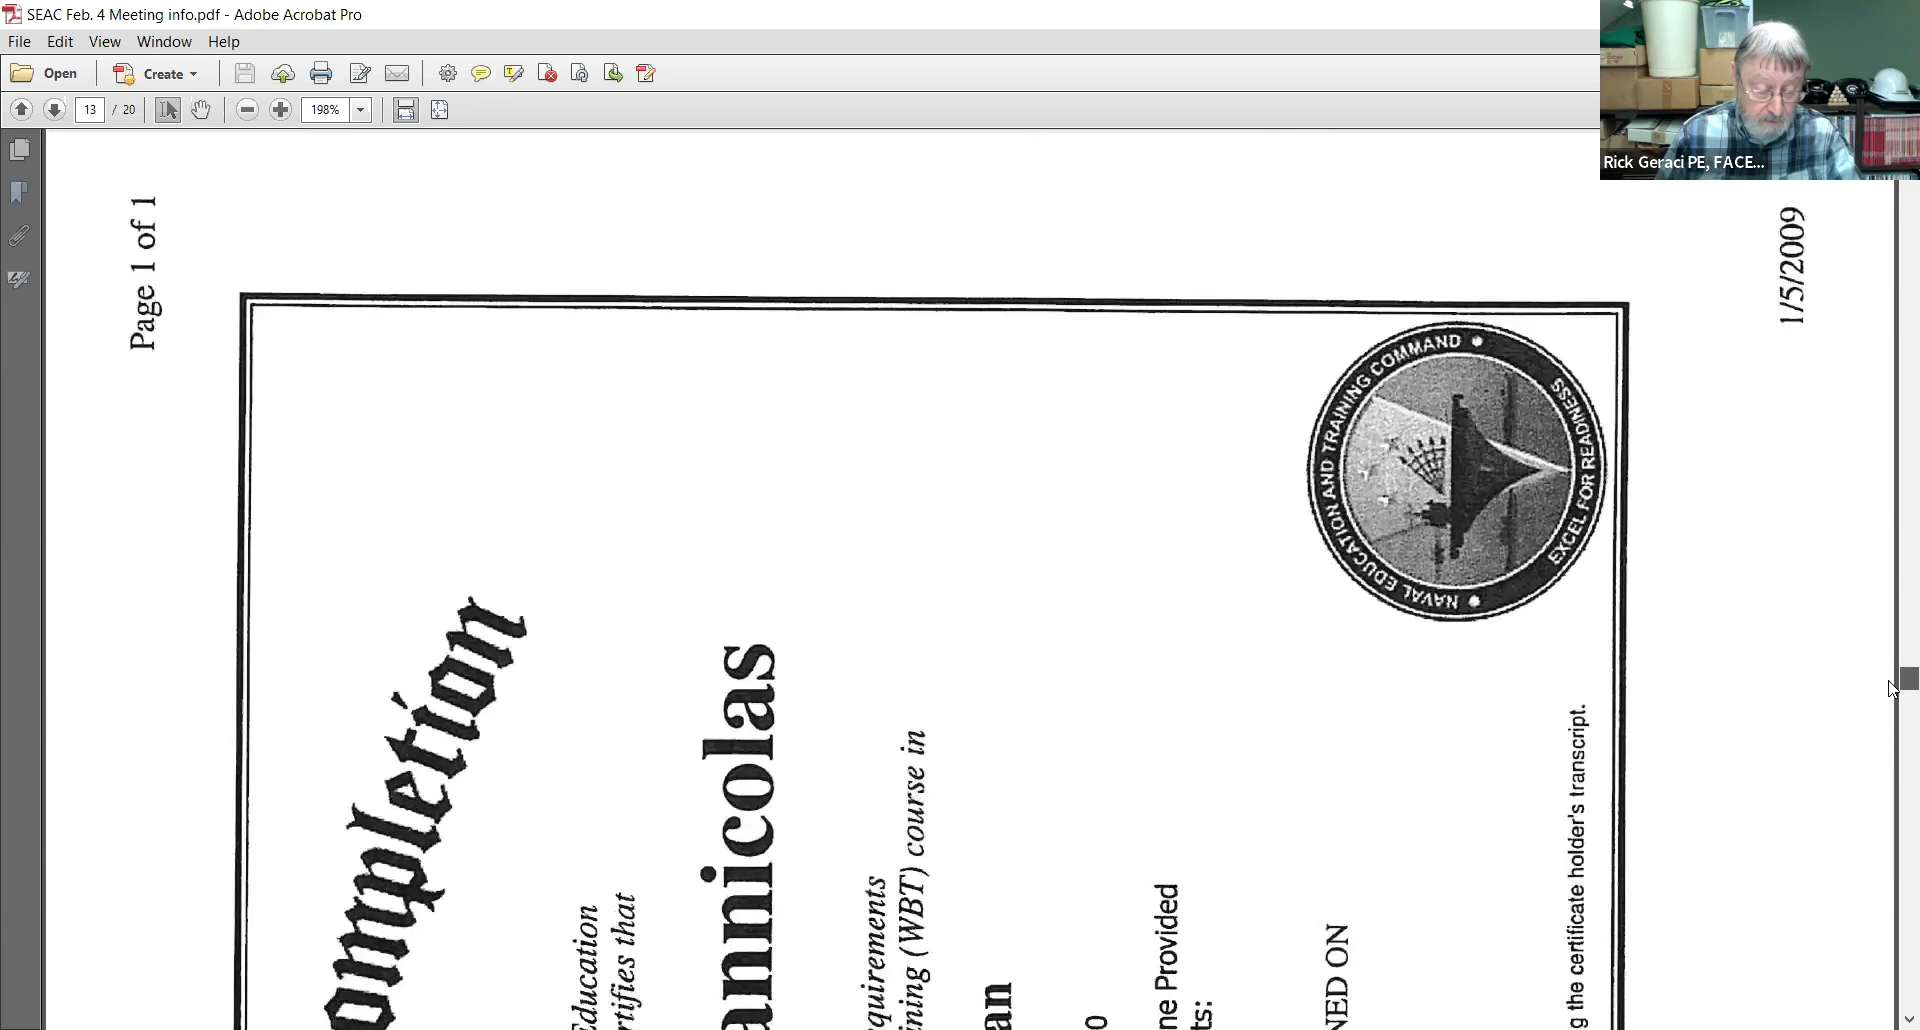 SEAC Feb. 4 Meeting info.pdf - Adobe Acrobat Pro
File Edit View Window Help
Open Create
13 / 20 198%
Rick Geraci PE, FACE...
Page 1 of 1
1/5/2009
ompletion
Education
rtifies that
annicolas
quirements
ining (WBT) course in
an
0
ne Provided
ts:
NED ON
g the certificate holder's transcript.
NAVAL EDUCATION AND TRAINING COMMAND
EXCEL FOR READINESS